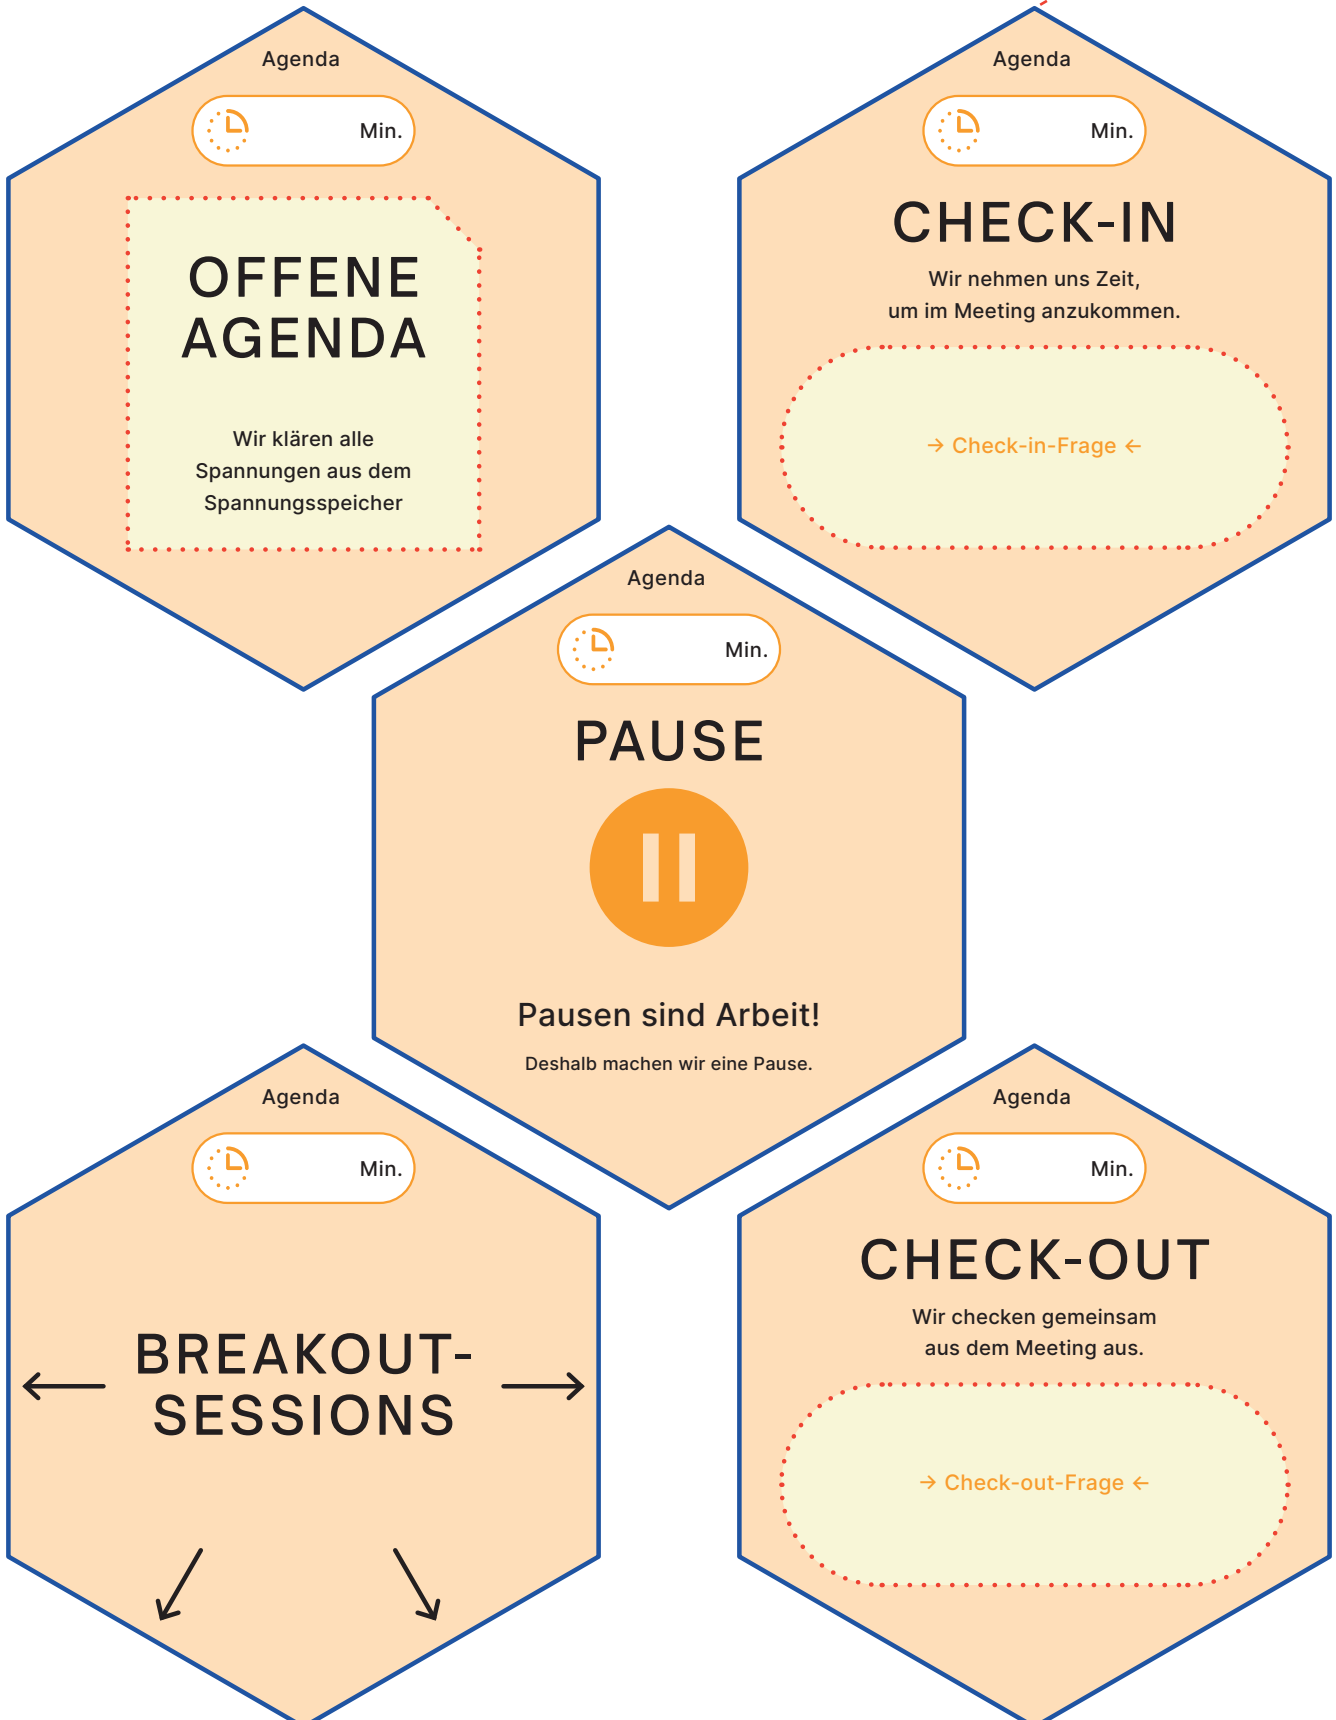 Agenda
Min.
OFFENE
AGENDA
Wir klären alle
Spannungen aus dem
Spannungsspeicher
Agenda
Min.
CHECK-IN
Wir nehmen uns Zeit,
um im Meeting anzukommen.
→ Check-in-Frage ←
Agenda
Min.
PAUSE
Pausen sind Arbeit!
Deshalb machen wir eine Pause.
Agenda
Min.
BREAKOUT-
SESSIONS
Agenda
Min.
CHECK-OUT
Wir checken gemeinsam
aus dem Meeting aus.
→ Check-out-Frage ←